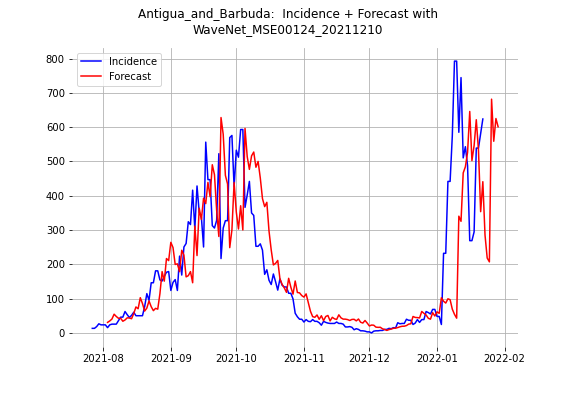 Antigua_and_Barbuda:  Incidence + Forecast with
WaveNet_MSE00124_20211210
Incidence
Forecast
800
700
600
500
400
300
200
100
0
2021-08 2021-09 2021-10 2021-11 2021-12 2022-01 2022-02